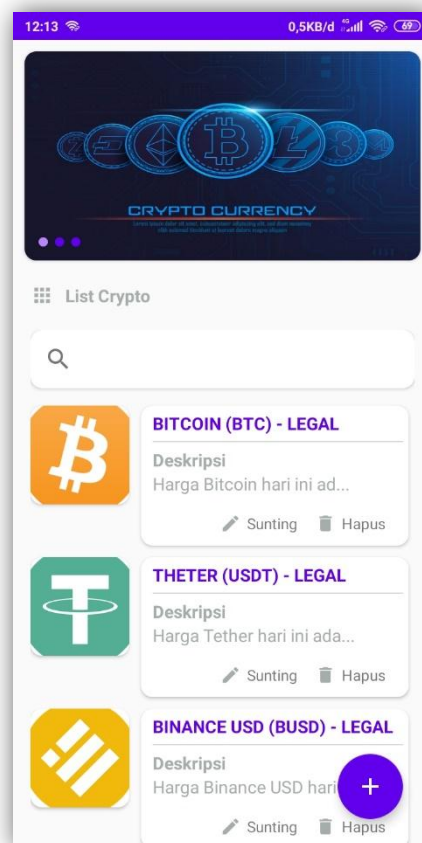 12:13
0,5KB/d 4G 69
CRYPTO CURRENCY
List Crypto
BITCOIN (BTC) - LEGAL
Deskripsi
Harga Bitcoin hari ini ad...
Sunting Hapus
THETER (USDT) - LEGAL
Deskripsi
Harga Tether hari ini ada...
Sunting Hapus
BINANCE USD (BUSD) - LEGAL
Deskripsi
Harga Binance USD hari
Sunting Hapus